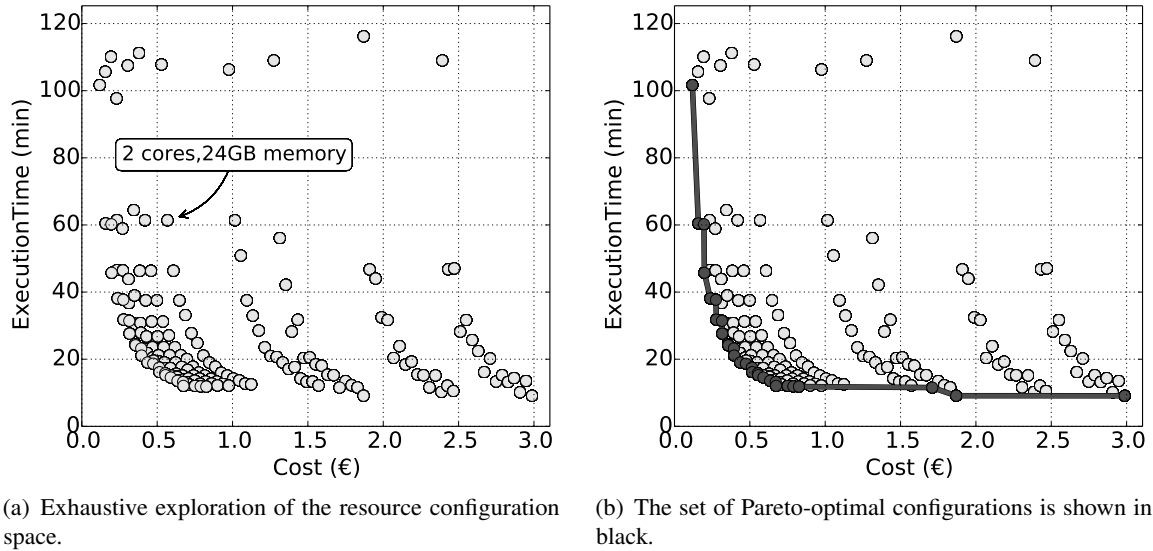 120
100
80
60
40
20
0
0.0 0.5 1.0 1.5 2.0 2.5 3.0
ExecutionTime (min)
Cost (€)
2 cores,24GB memory
120
100
80
60
40
20
0
0.0 0.5 1.0 1.5 2.0 2.5 3.0
ExecutionTime (min)
Cost (€)
(a) Exhaustive exploration of the resource configuration
space.
(b) The set of Pareto-optimal configurations is shown in
black.